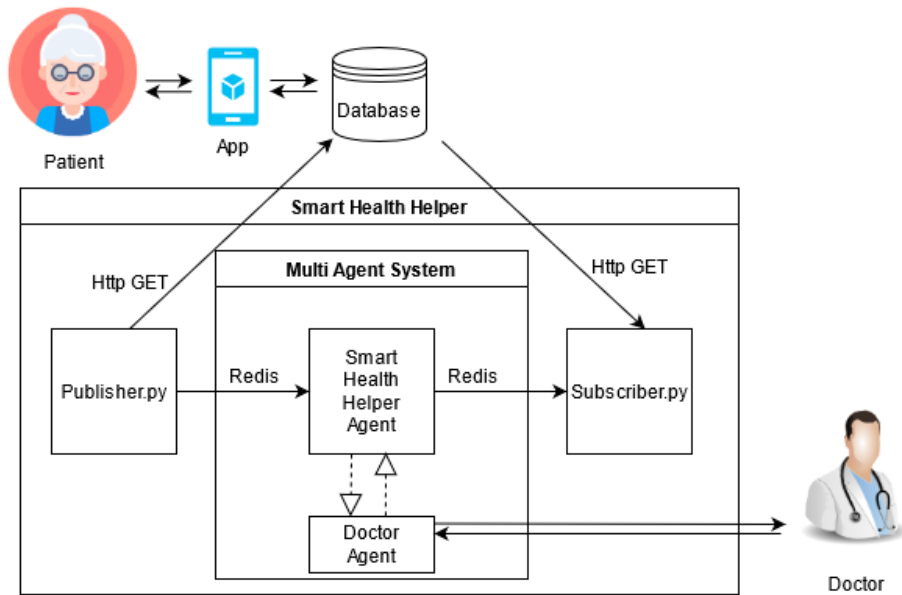 Patient
App
Database
Smart Health Helper
Multi Agent System
Http GET
Http GET
Publisher.py
Redis
Smart
Health
Helper
Agent
Redis
Subscriber.py
Doctor
Agent
Doctor